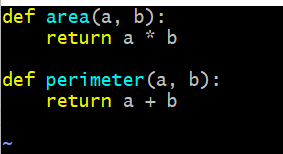 def area(a, b):
    return a * b

def perimeter(a, b):
    return a + b

~